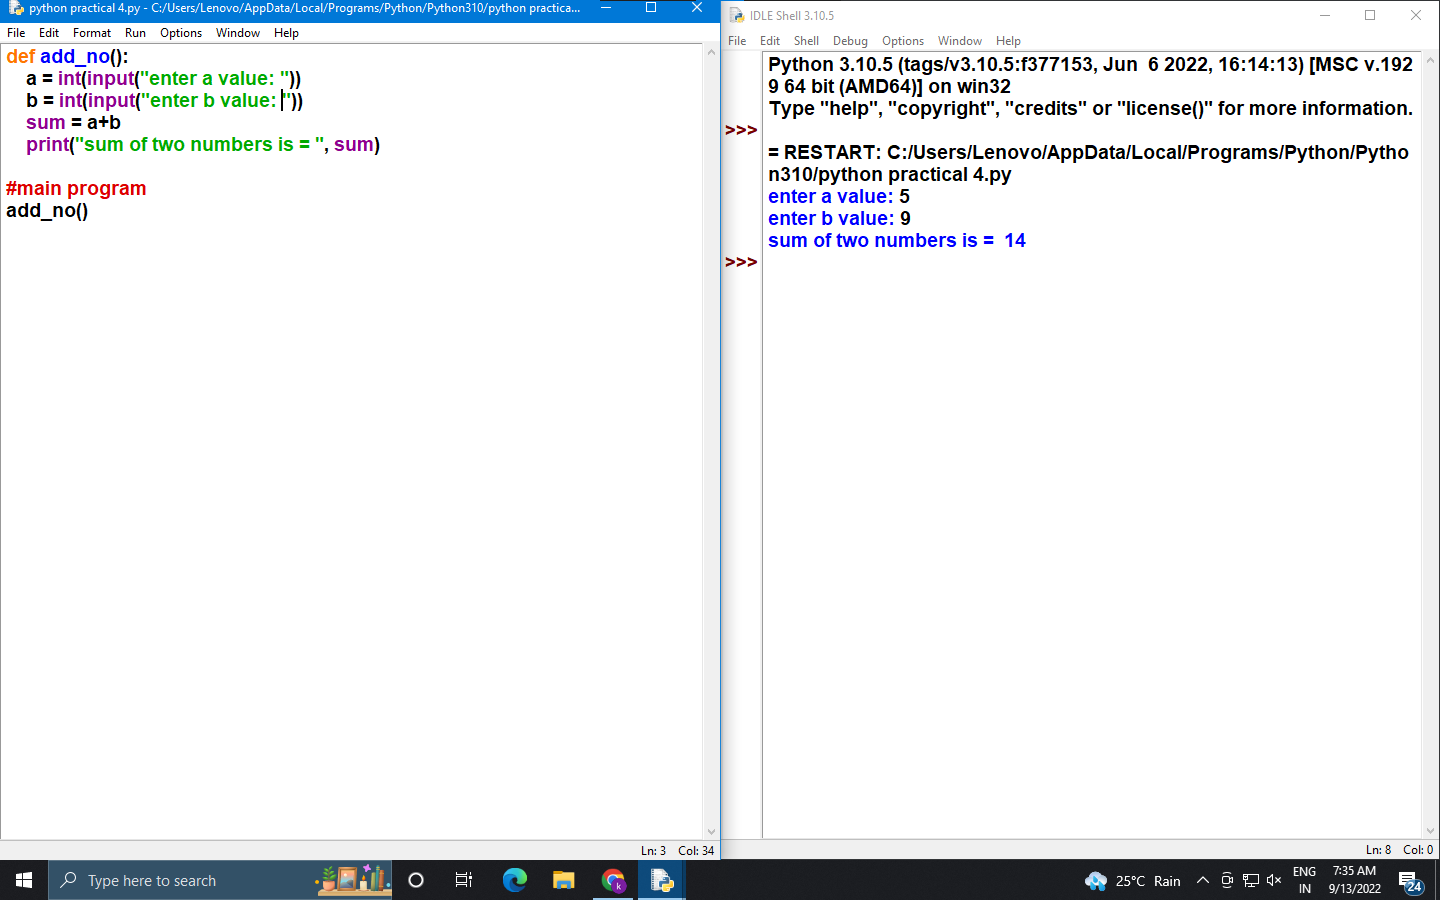 python practical 4.py - C:/Users/Lenovo/AppData/Local/Programs/Python/Python310/python practica...
File Edit Format Run Options Window Help
def add_no():
    a = int(input("enter a value: "))
    b = int(input("enter b value: "))
    sum = a+b
    print("sum of two numbers is = ", sum)
#main program
add_no()
Ln: 3 Col: 34
IDLE Shell 3.10.5
File Edit Shell Debug Options Window Help
Python 3.10.5 (tags/v3.10.5:f377153, Jun  6 2022, 16:14:13) [MSC v.192
9 64 bit (AMD64)] on win32
Type "help", "copyright", "credits" or "license()" for more information.
>>>
= RESTART: C:/Users/Lenovo/AppData/Local/Programs/Python/Pytho
n310/python practical 4.py
enter a value: 5
enter b value: 9
sum of two numbers is =  14
>>>
Ln: 8 Col: 0
Type here to search
k
25°C Rain
ENG
IN
7:35 AM
9/13/2022
24